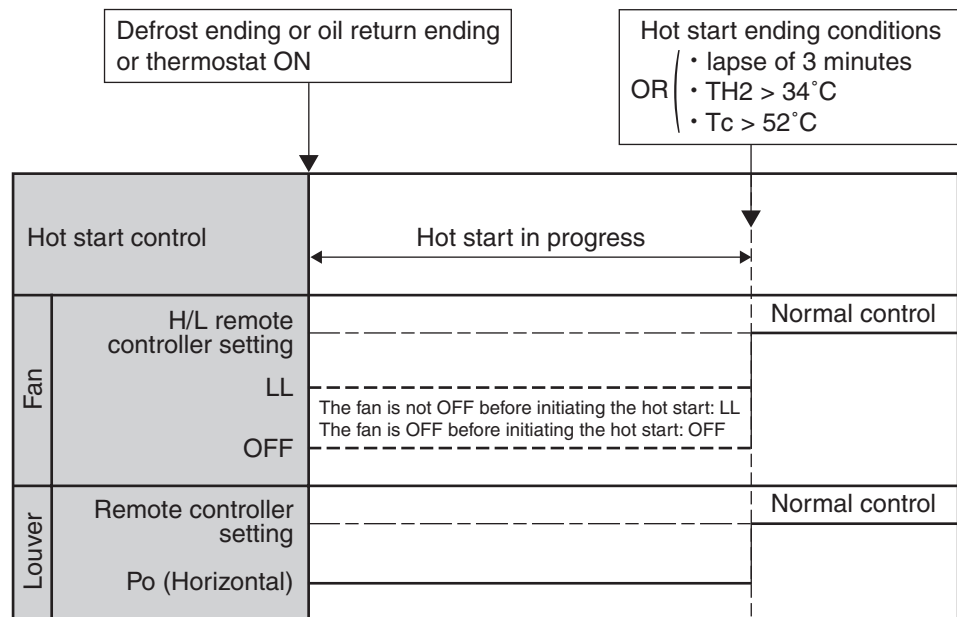 Defrost ending or oil return ending
or thermostat ON
Hot start ending conditions
OR
・lapse of 3 minutes
・TH2 > 34˚C
・Tc > 52˚C
Hot start control
Hot start in progress
Fan
H/L remote
controller setting
Normal control
LL
The fan is not OFF before initiating the hot start: LL
The fan is OFF before initiating the hot start: OFF
OFF
Louver
Remote controller
setting
Normal control
Po (Horizontal)